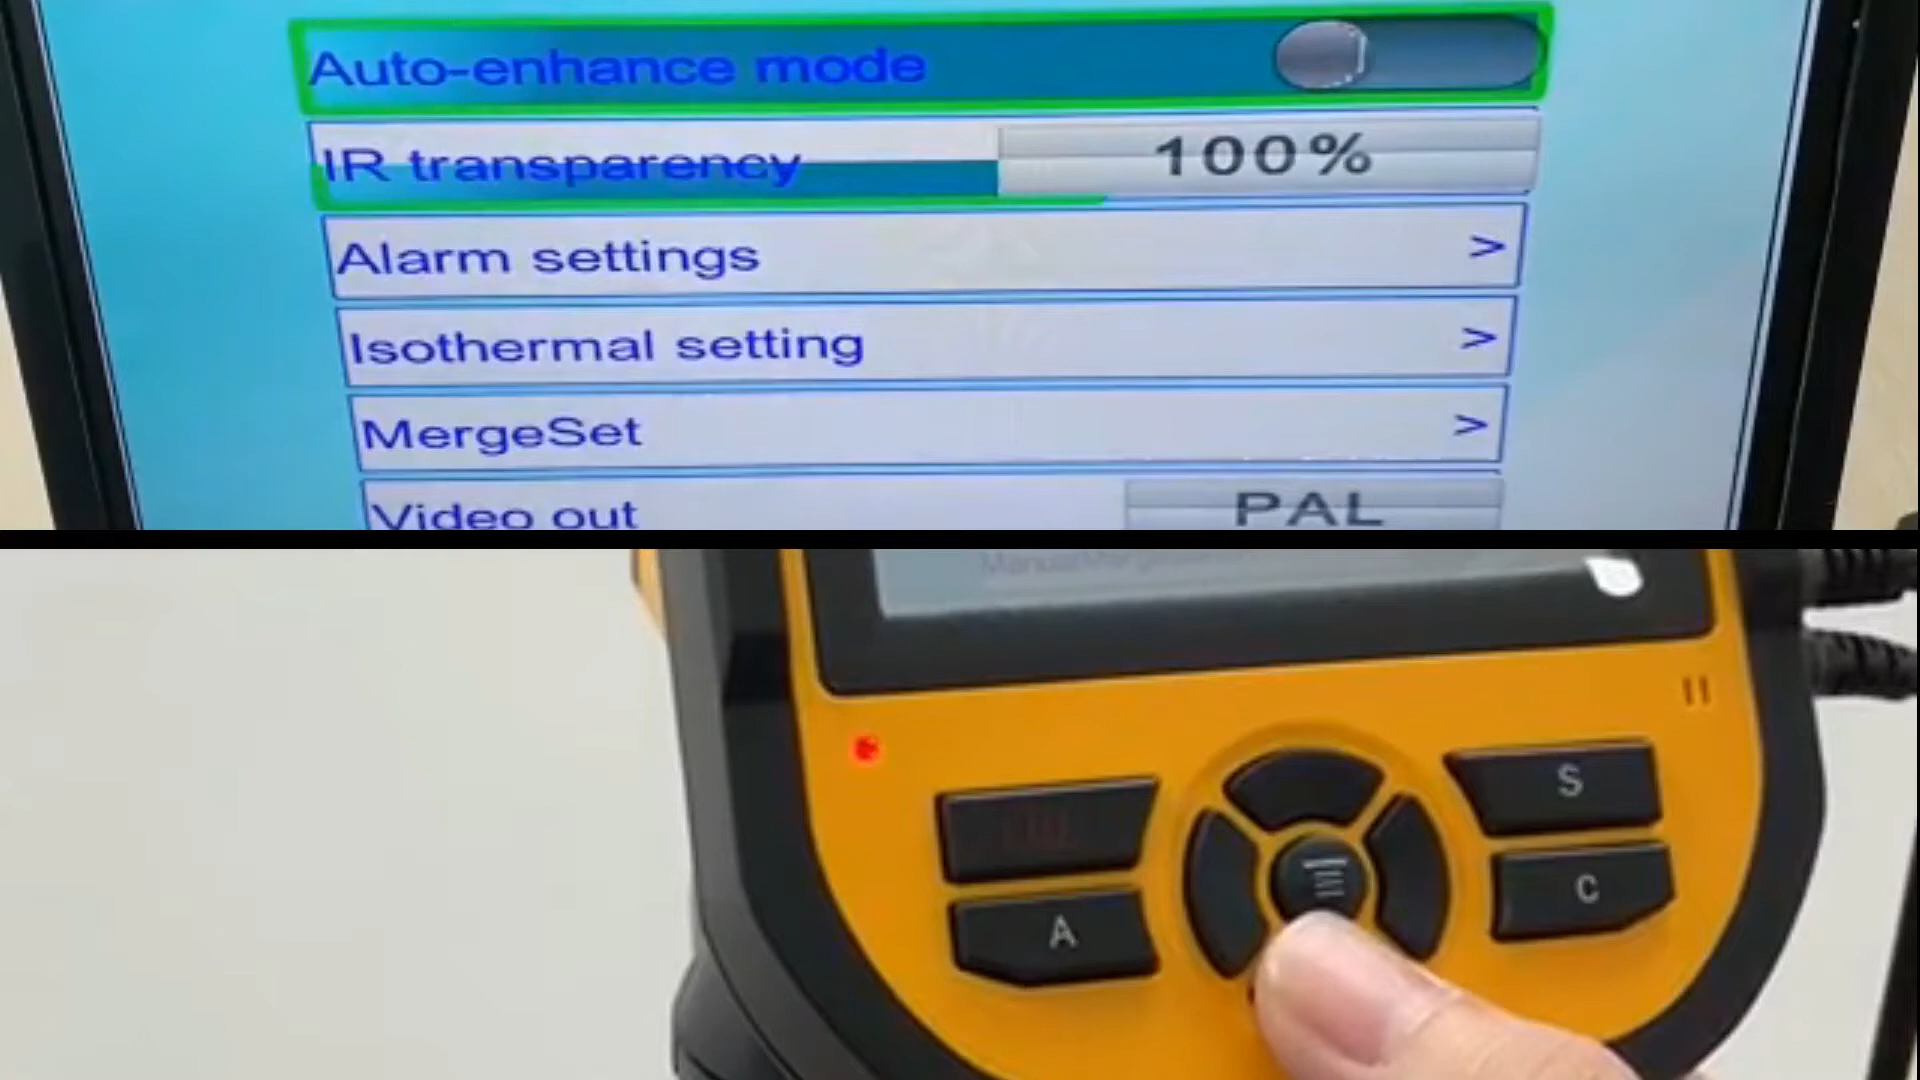 Auto-enhance mode
IR transparency 100%
Alarm settings >
Isothermal setting >
MergeSet >
Video out PAL
S
A
C